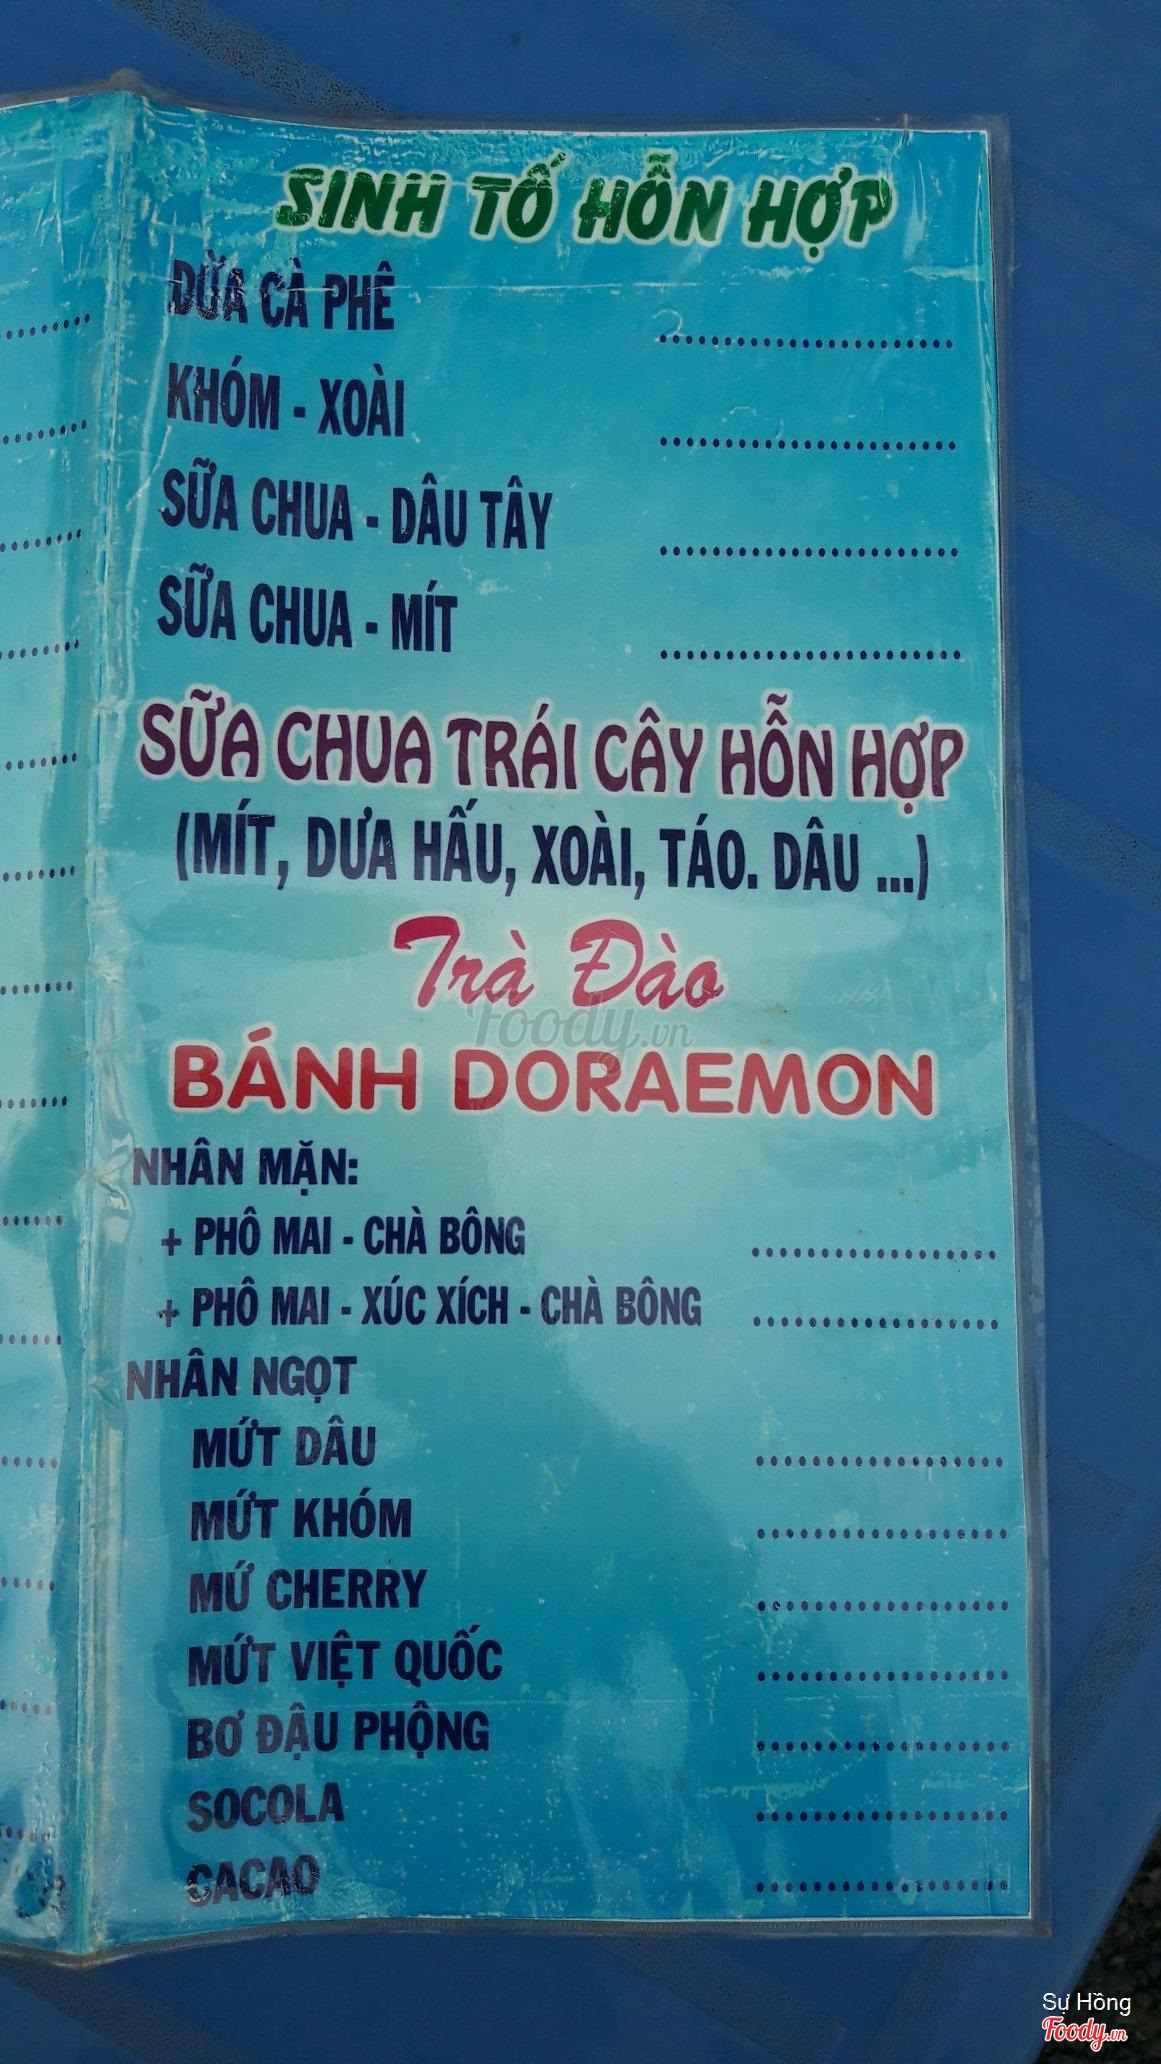 SINH TỐ HỖN HỢP
DỪA CÀ PHÊ
KHÓM - XOÀI
SỮA CHUA - DÂU TÂY
SỮA CHUA - MÍT
SỮA CHUA TRÁI CÂY HỖN HỢP
(MÍT, DƯA HẤU, XOÀI, TÁO. DÂU ...)
Trà Đào
Foody.vn
BÁNH DORAEMON
NHÂN MẶN:
+ PHÔ MAI - CHÀ BÔNG
+ PHÔ MAI - XÚC XÍCH - CHÀ BÔNG
NHÂN NGỌT
MỨT DÂU
MỨT KHÓM
MỨ CHERRY
MỨT VIỆT QUỐC
BƠ ĐẬU PHỘNG
SOCOLA
CACAO
Sự Hồng
Foody.vn